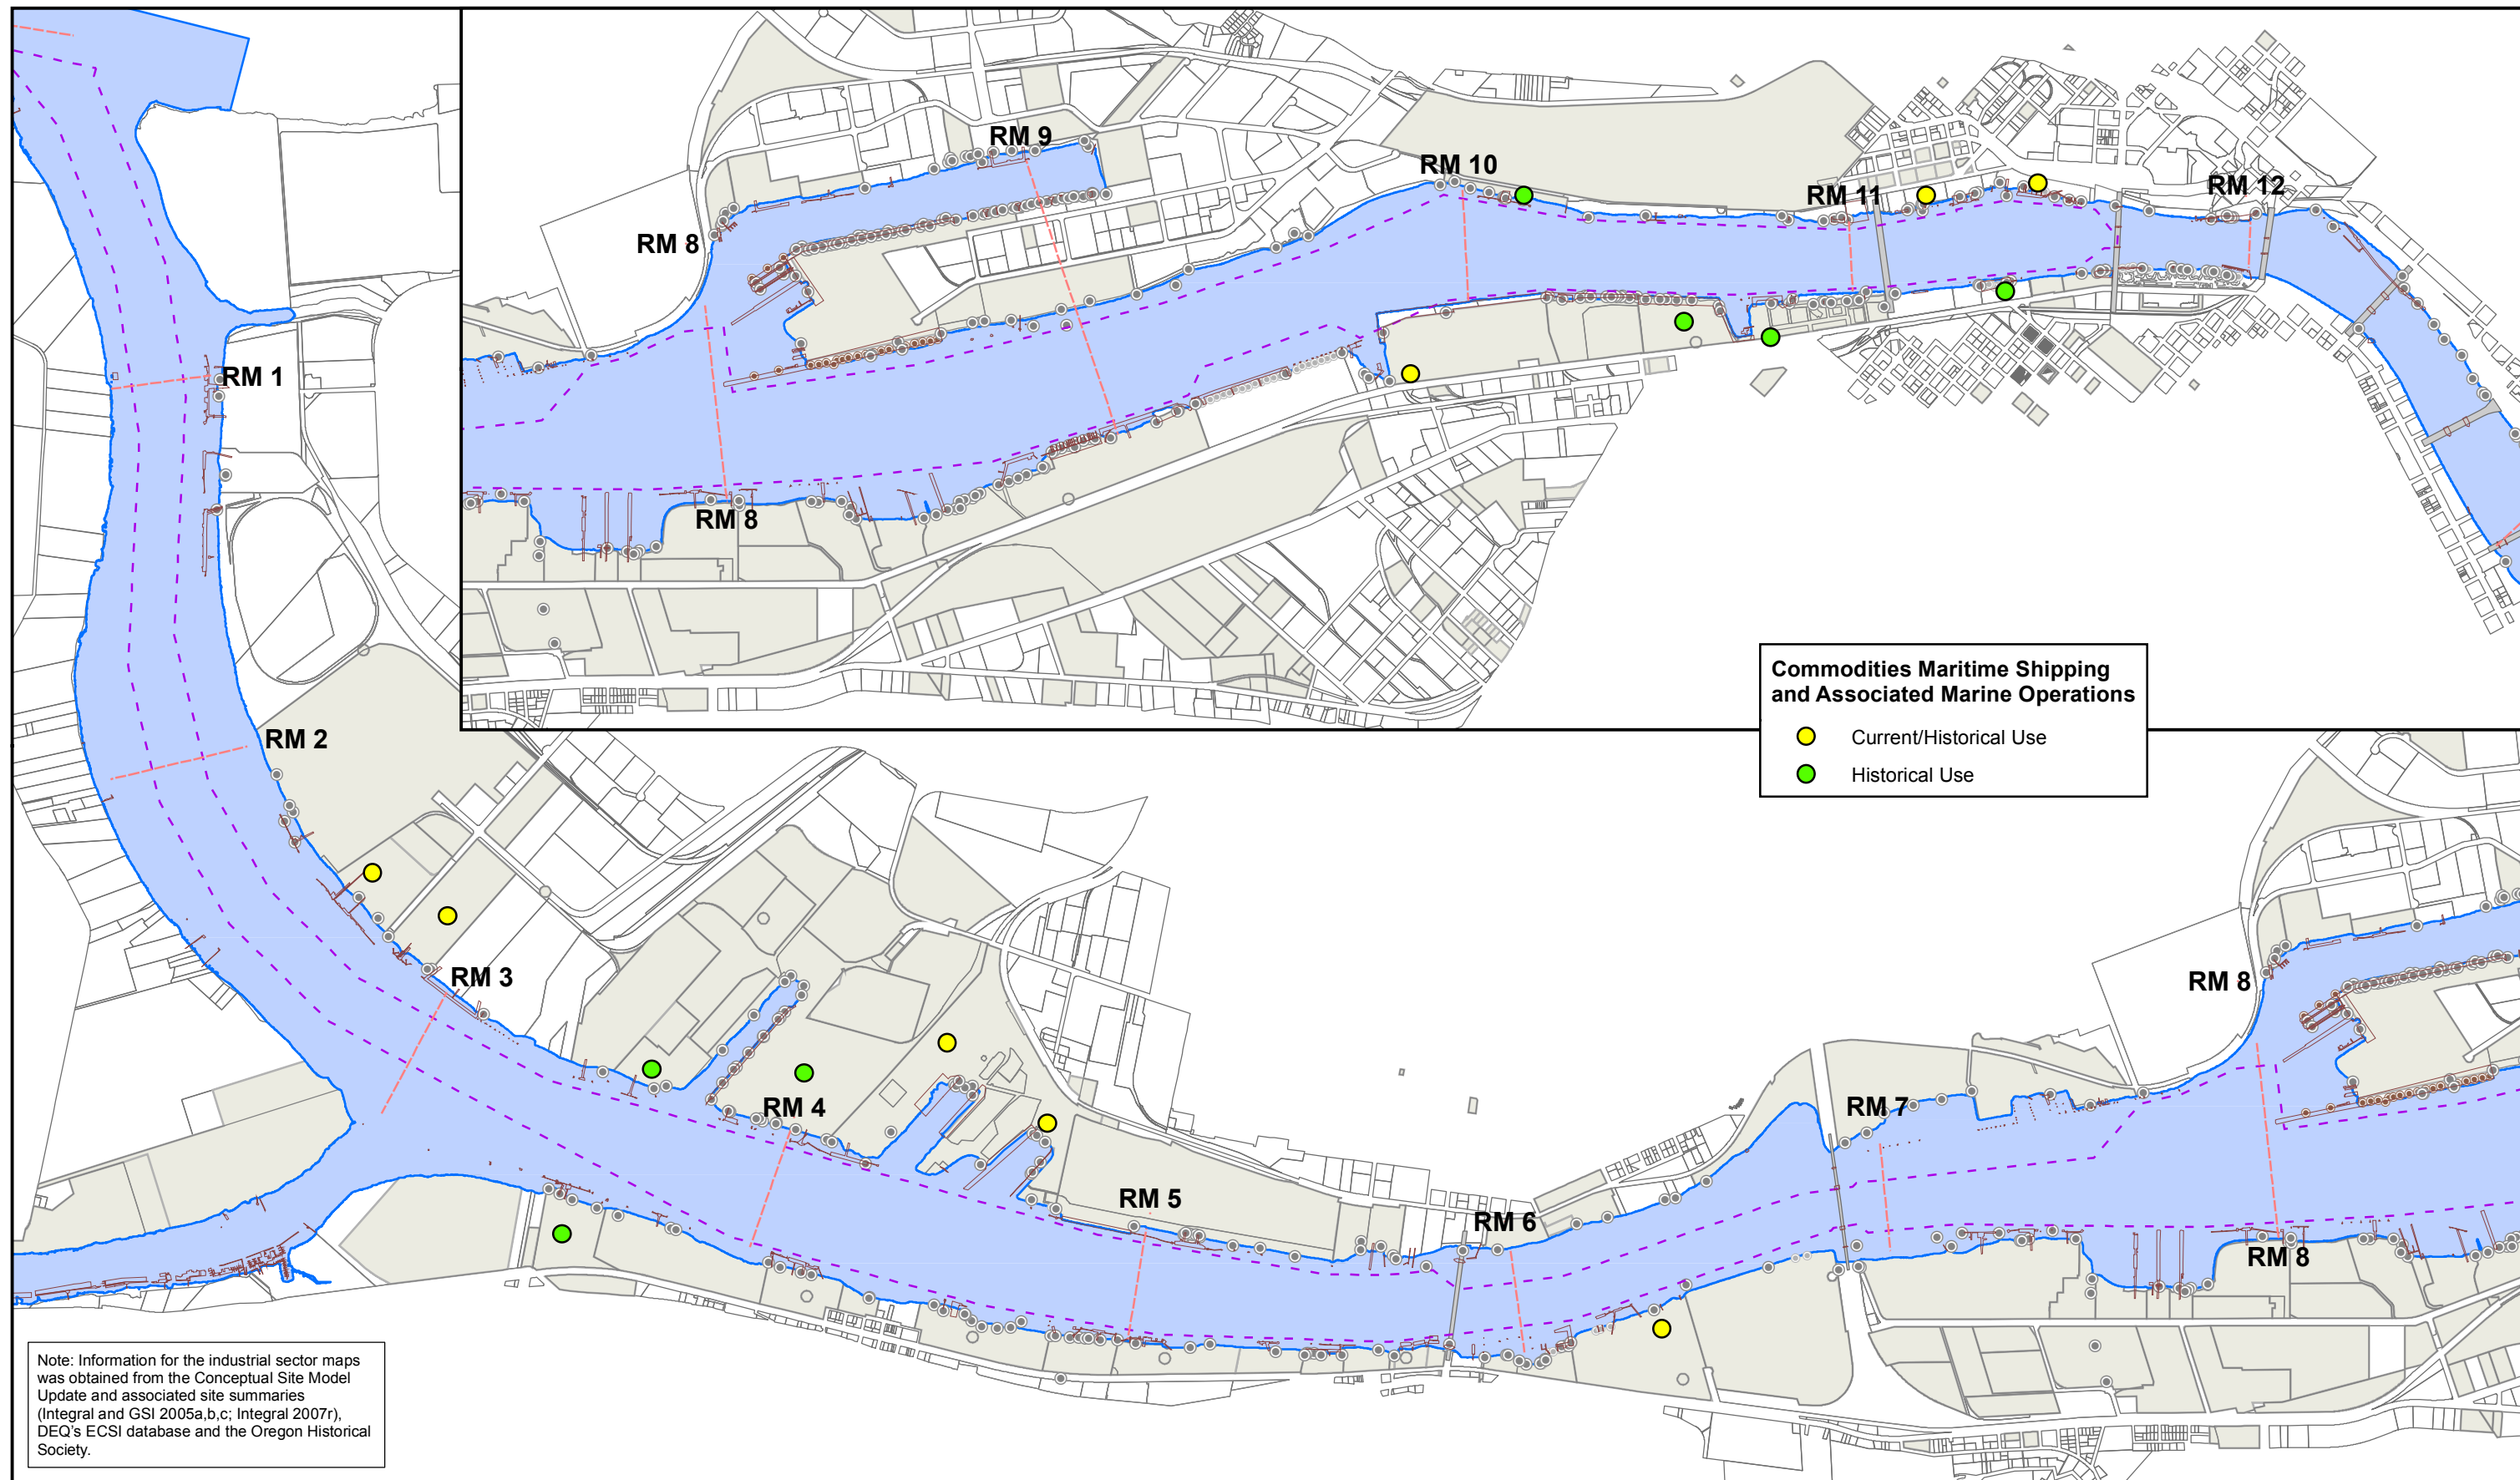 RM 9
RM 10
RM 11
RM 12
RM 8
RM 1
RM 8
Commodities Maritime Shipping
and Associated Marine Operations
Current/Historical Use
Historical Use
RM 2
RM 3
RM 8
RM 4
RM 7
RM 5
RM 6
RM 8
Note: Information for the industrial sector maps
was obtained from the Conceptual Site Model
Update and associated site summaries
(Integral and GSI 2005a,b,c; Integral 2007r),
DEQ's ECSI database and the Oregon Historical
Society.